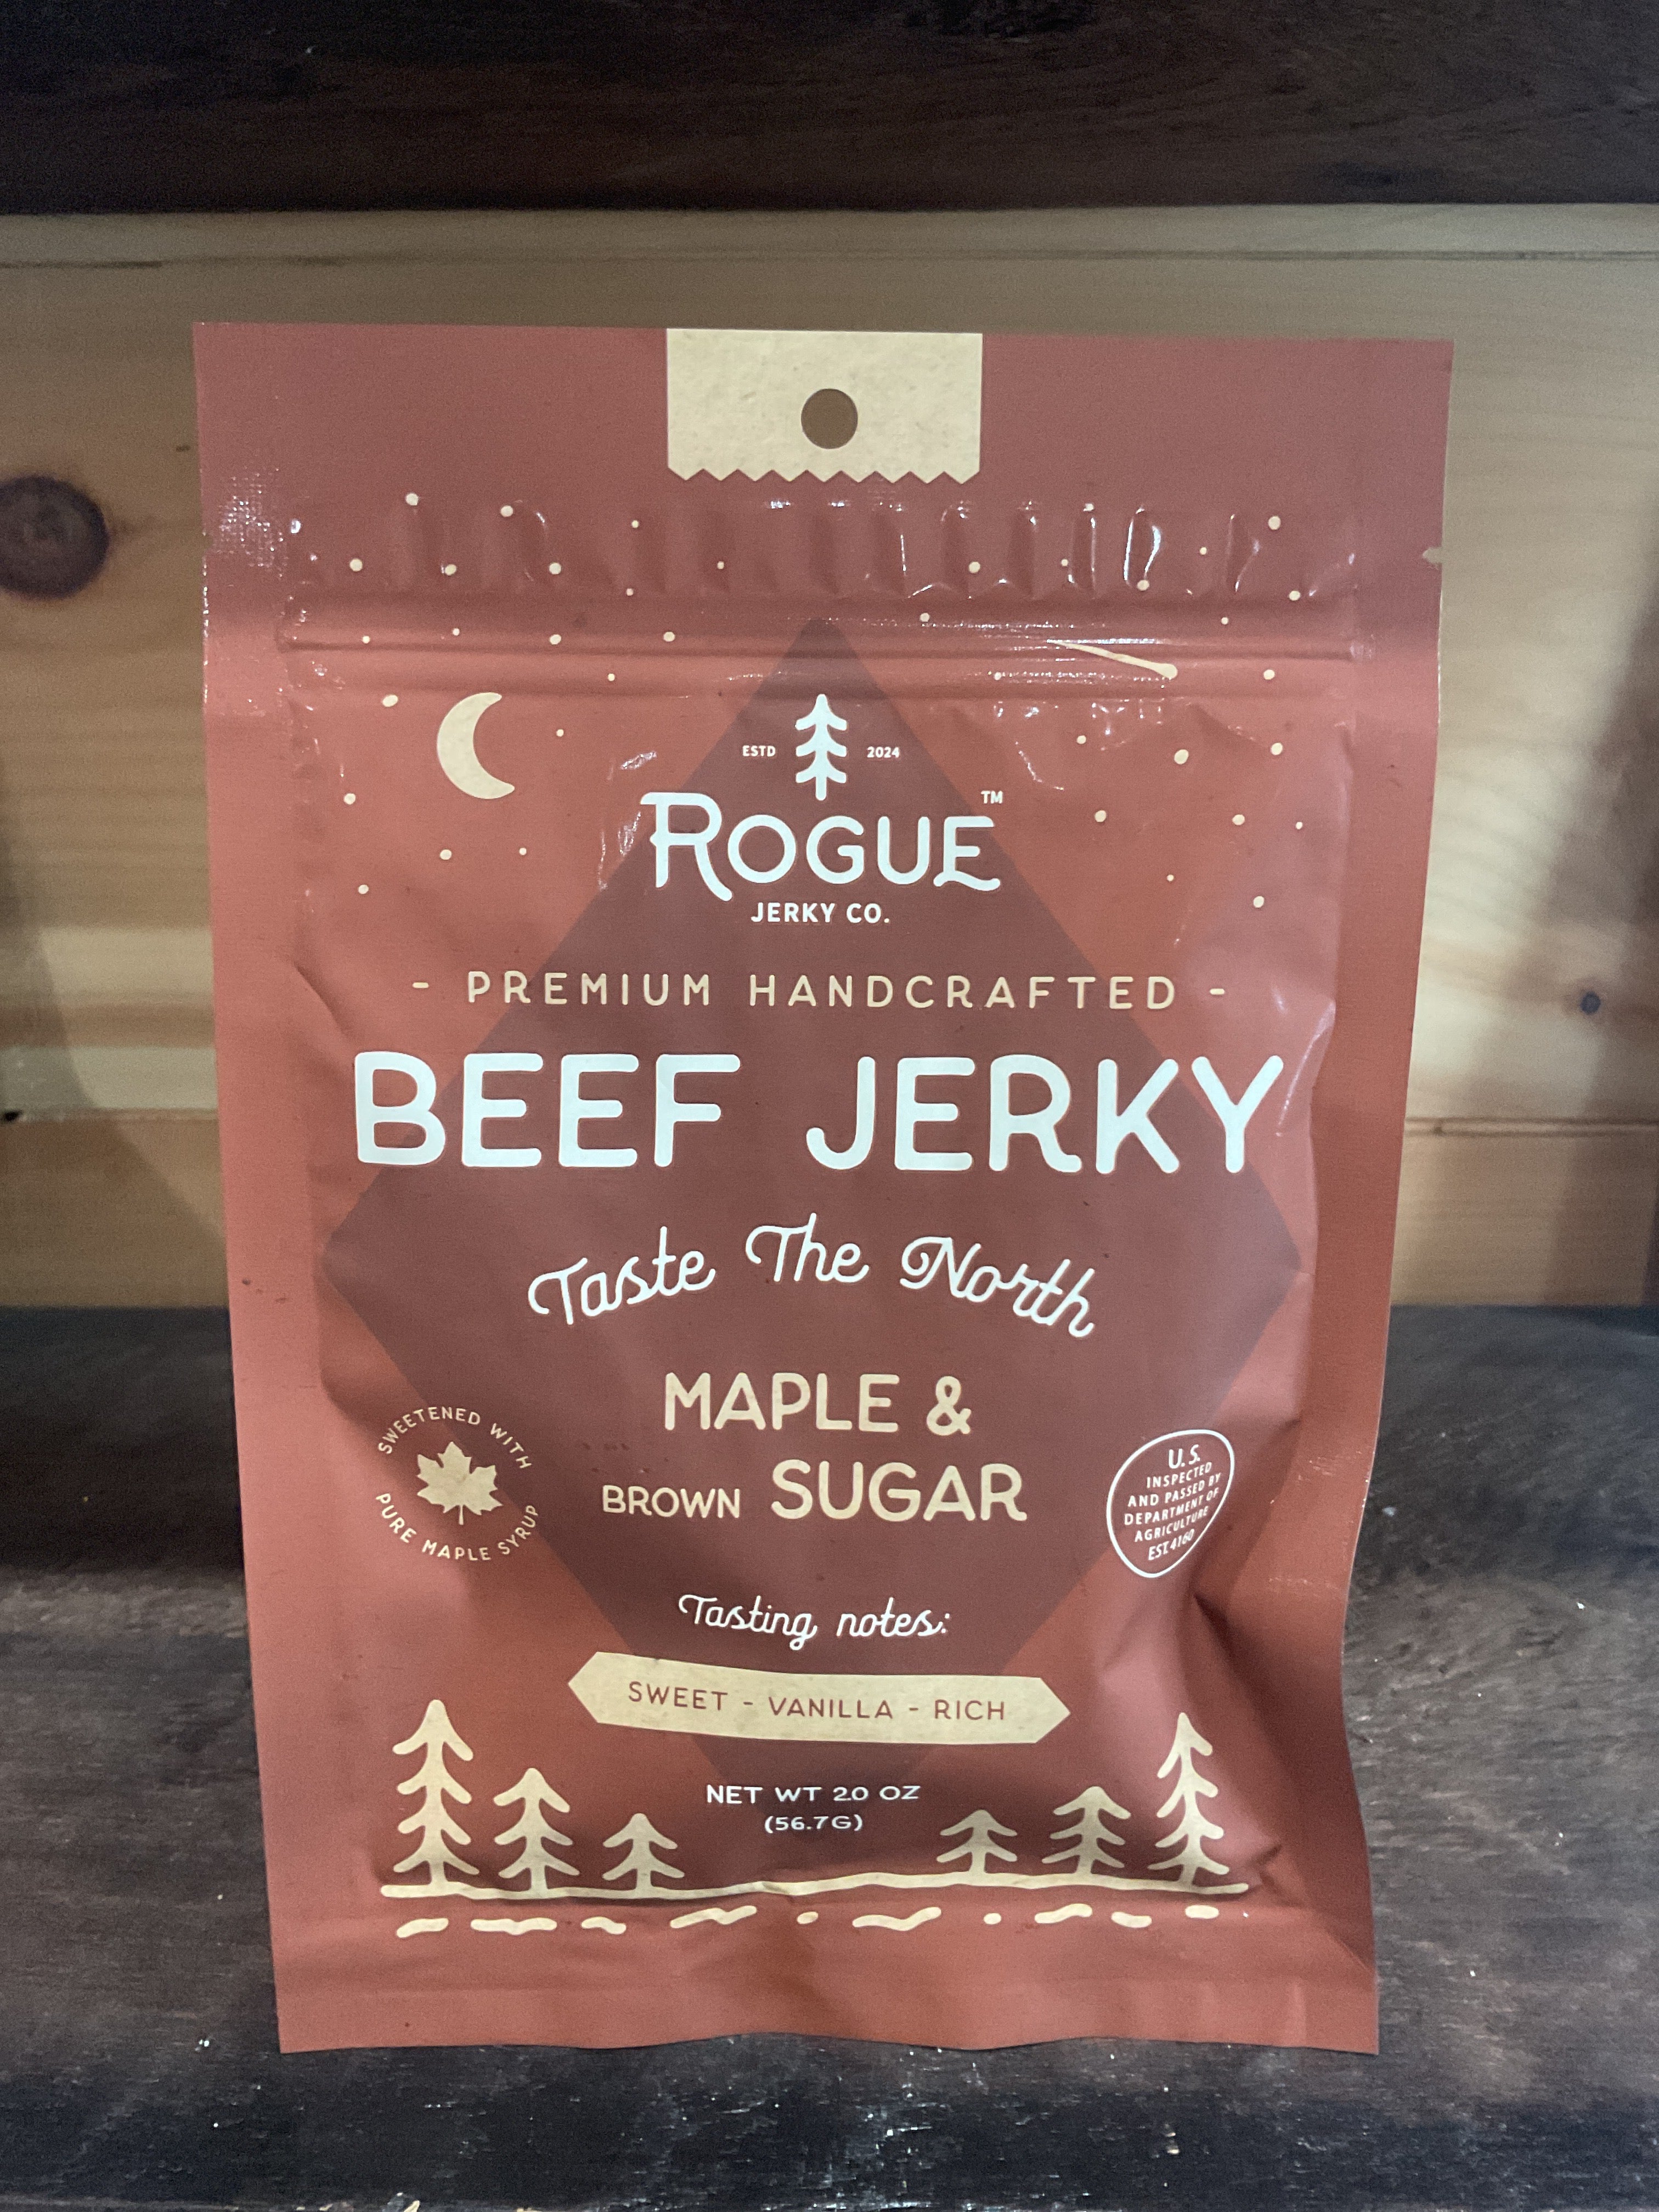 ESTD 2024
ROGUE™
JERKY CO.
- PREMIUM HANDCRAFTED -
BEEF JERKY
Taste The North
MAPLE &
BROWN SUGAR
SWEETENED WITH
PURE MAPLE SYRUP
U.S.
INSPECTED
AND PASSED BY
DEPARTMENT OF
AGRICULTURE
EST. 4160
Tasting notes:
SWEET - VANILLA - RICH
NET WT 2.0 OZ
(56.7G)